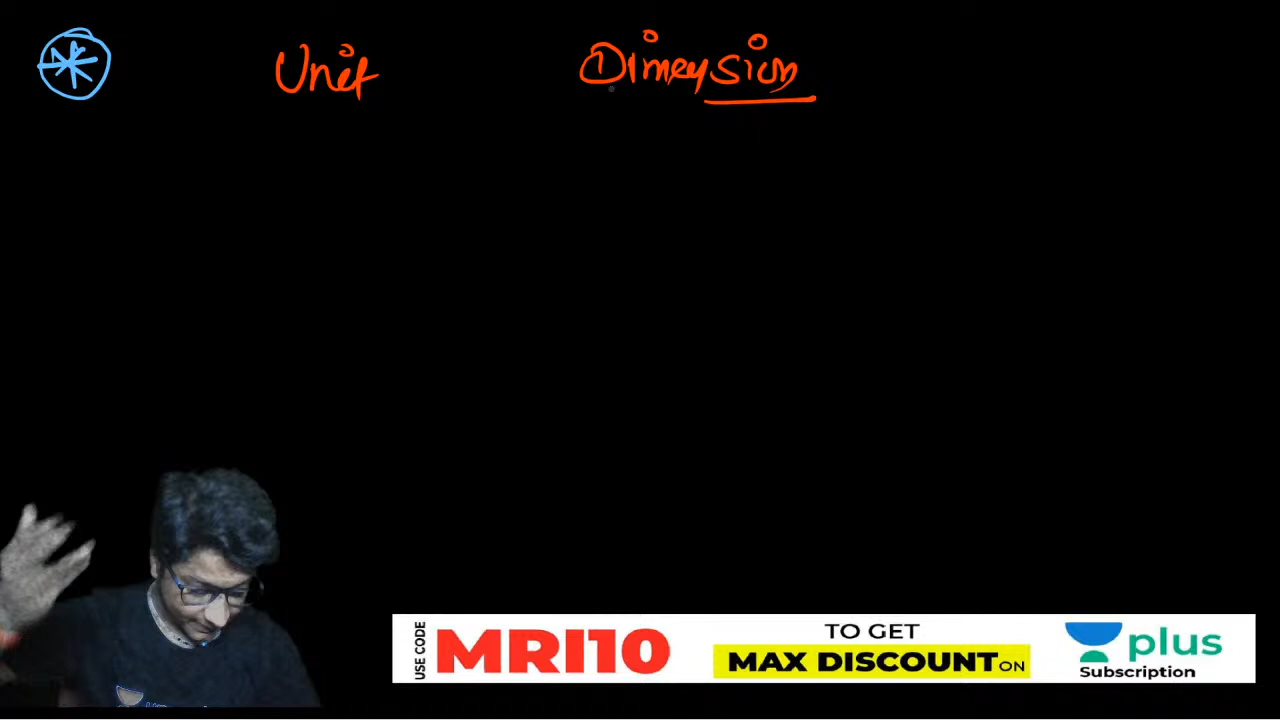 Unit Dimension
USE CODE MRI10 TO GET MAX DISCOUNT ON plus Subscription